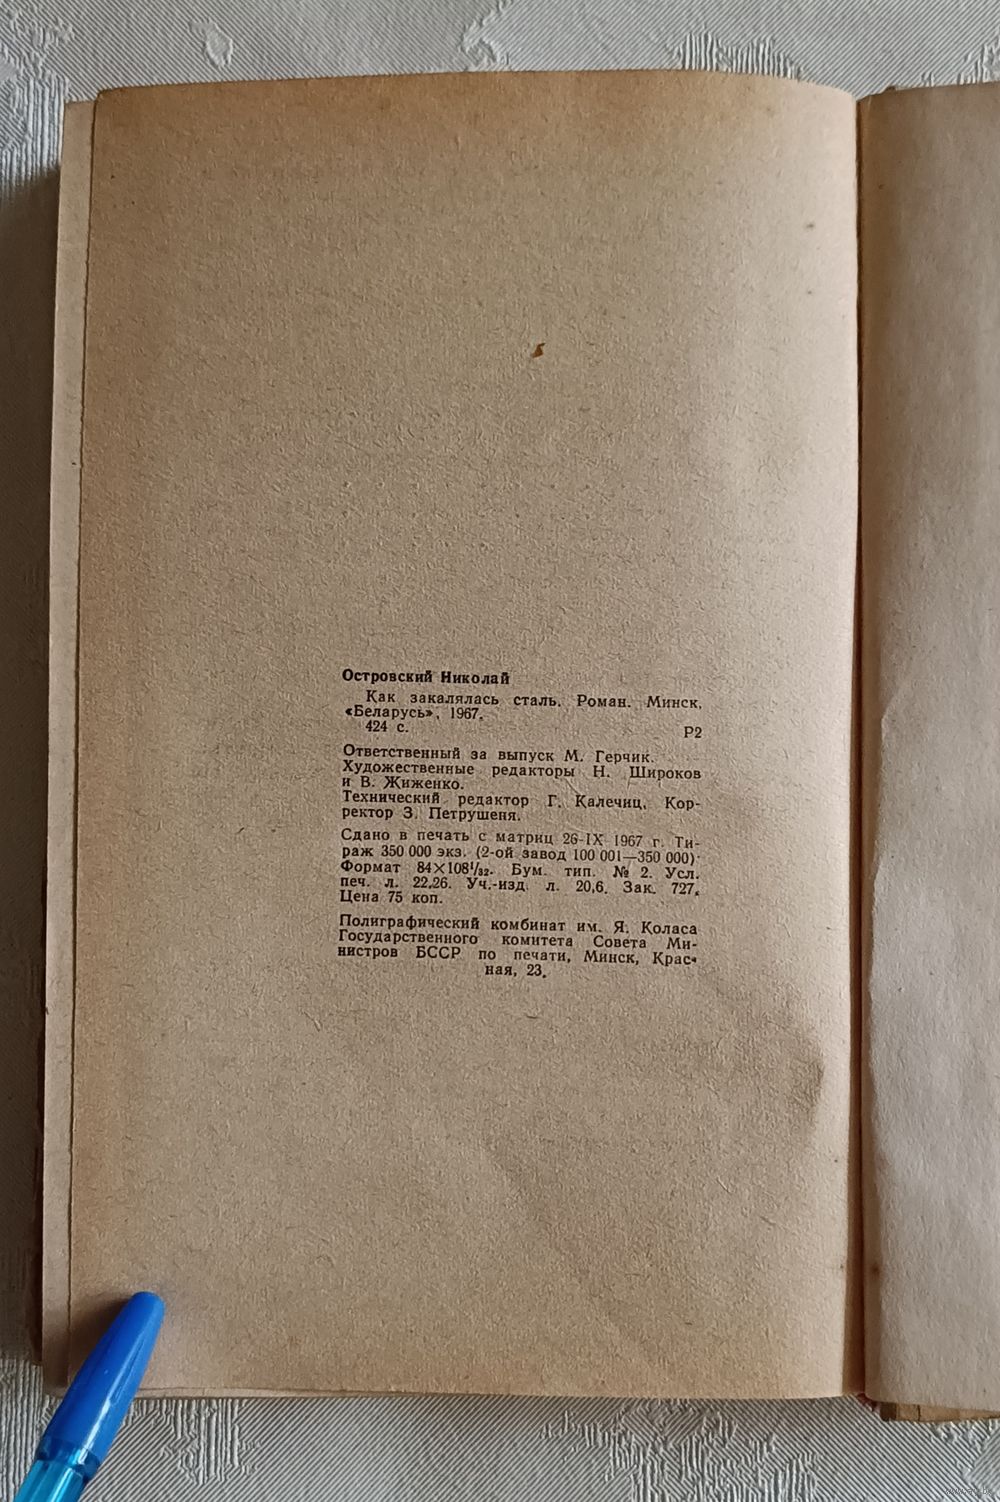 Островский Николай
Как закалялась сталь. Роман. Минск,
«Беларусь», 1967.
424 с.
Р2
Ответственный за выпуск М. Герчик.
Художественные редакторы Н. Широков
и В. Жиженко.
Технический редактор Г. Калечиц. Кор-
ректор З. Петрушеня.
Сдано в печать с матриц 26-IX 1967 г. Ти-
раж 350 000 экз. (2-ой завод 100 001—350 000).
Формат 84×108¹/₃₂. Бум. тип. № 2. Усл.
печ. л. 22,26. Уч.-изд. л. 20,6. Зак. 727.
Цена 75 коп.
Полиграфический комбинат им. Я. Коласа
Государственного комитета Совета Ми-
нистров БССР по печати, Минск, Крас-
ная, 23.